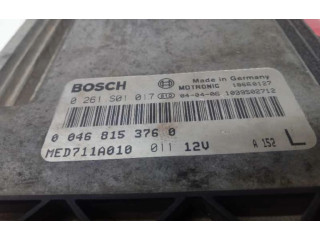 BOSCH
Made in Germany
MOTRONIC
0 261 S01 017
04-04-06 1039S02712
0 046 815 376 0
MED711A010 011 12V
A 152 L